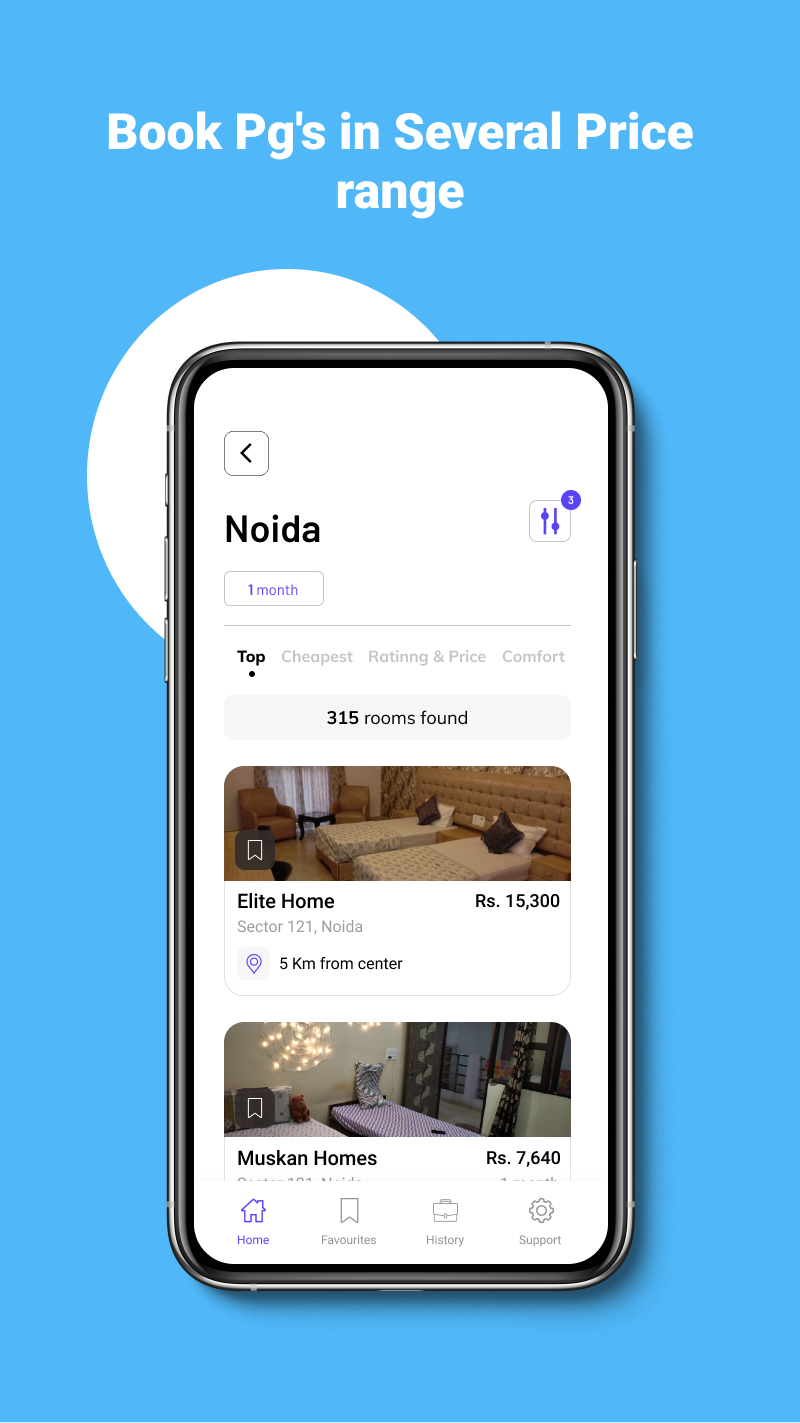 Book Pg's in Several Price
range
3
Noida
1 month
Top Cheapest Ratinng & Price Comfort
315 rooms found
Elite Home Rs. 15,300
Sector 121, Noida
5 Km from center
Muskan Homes Rs. 7,640
Home Favourites History Support